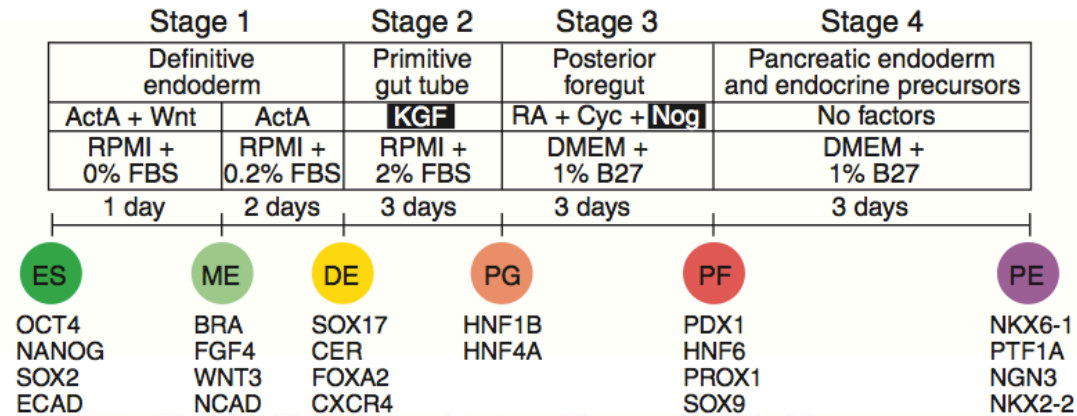 Stage 1 Stage 2 Stage 3 Stage 4
Definitive endoderm
Primitive gut tube
Posterior foregut
Pancreatic endoderm and endocrine precursors
ActA + Wnt ActA KGF RA + Cyc + Nog No factors
RPMI + 0% FBS
RPMI + 0.2% FBS
RPMI + 2% FBS
DMEM + 1% B27
DMEM + 1% B27
1 day 2 days 3 days 3 days 3 days
ES ME DE PG PF PE
OCT4 BRA SOX17 HNF1B PDX1 NKX6-1
NANOG FGF4 CER HNF4A HNF6 PTF1A
SOX2 WNT3 FOXA2 PROX1 NGN3
ECAD NCAD CXCR4 SOX9 NKX2-2